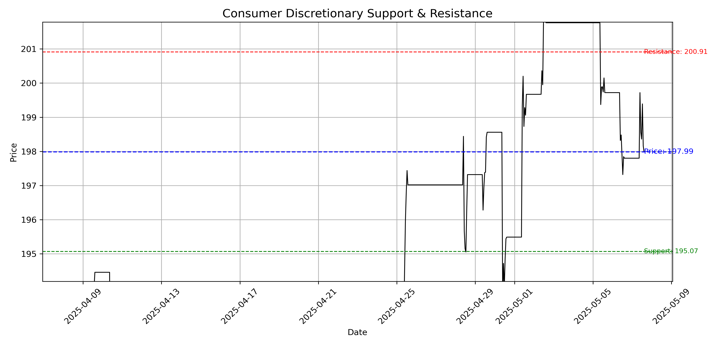 Consumer Discretionary Support & Resistance
Price
201
200
199
198
197
196
195
Resistance: 200.91
Price: 197.99
Support: 195.07
2025-04-09
2025-04-13
2025-04-17
2025-04-21
2025-04-25
2025-04-29
2025-05-01
2025-05-05
2025-05-09
Date